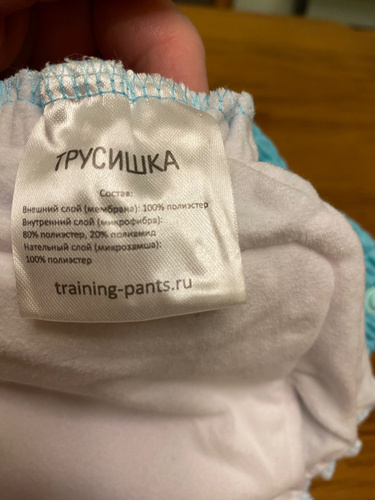 ТРУСИШКА
Состав:
Внешний слой (мембрана): 100% полиэстер
Внутренний слой (микрофибра):
80% полиэстер, 20% полиамид
Нательный слой (микрозамша):
100% полиэстер
training-pants.ru